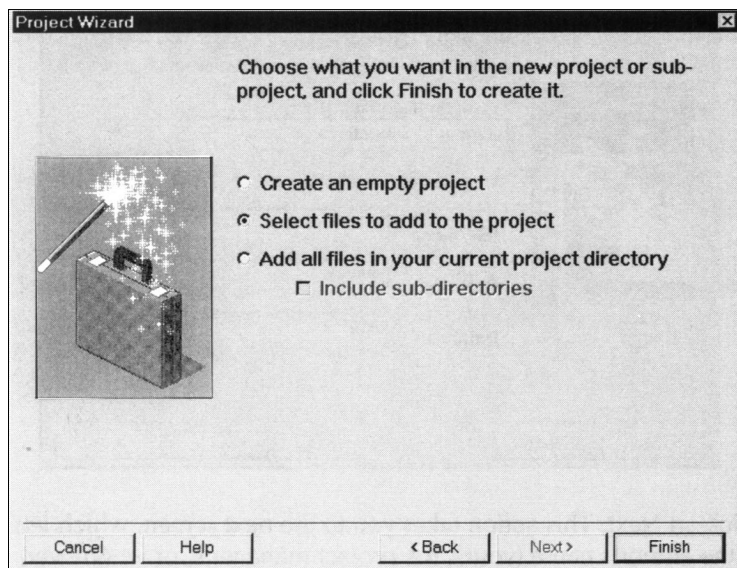 Project Wizard
Choose what you want in the new project or sub-
project, and click Finish to create it.
Create an empty project
Select files to add to the project
Add all files in your current project directory
Include sub-directories
Cancel
Help
< Back
Next >
Finish